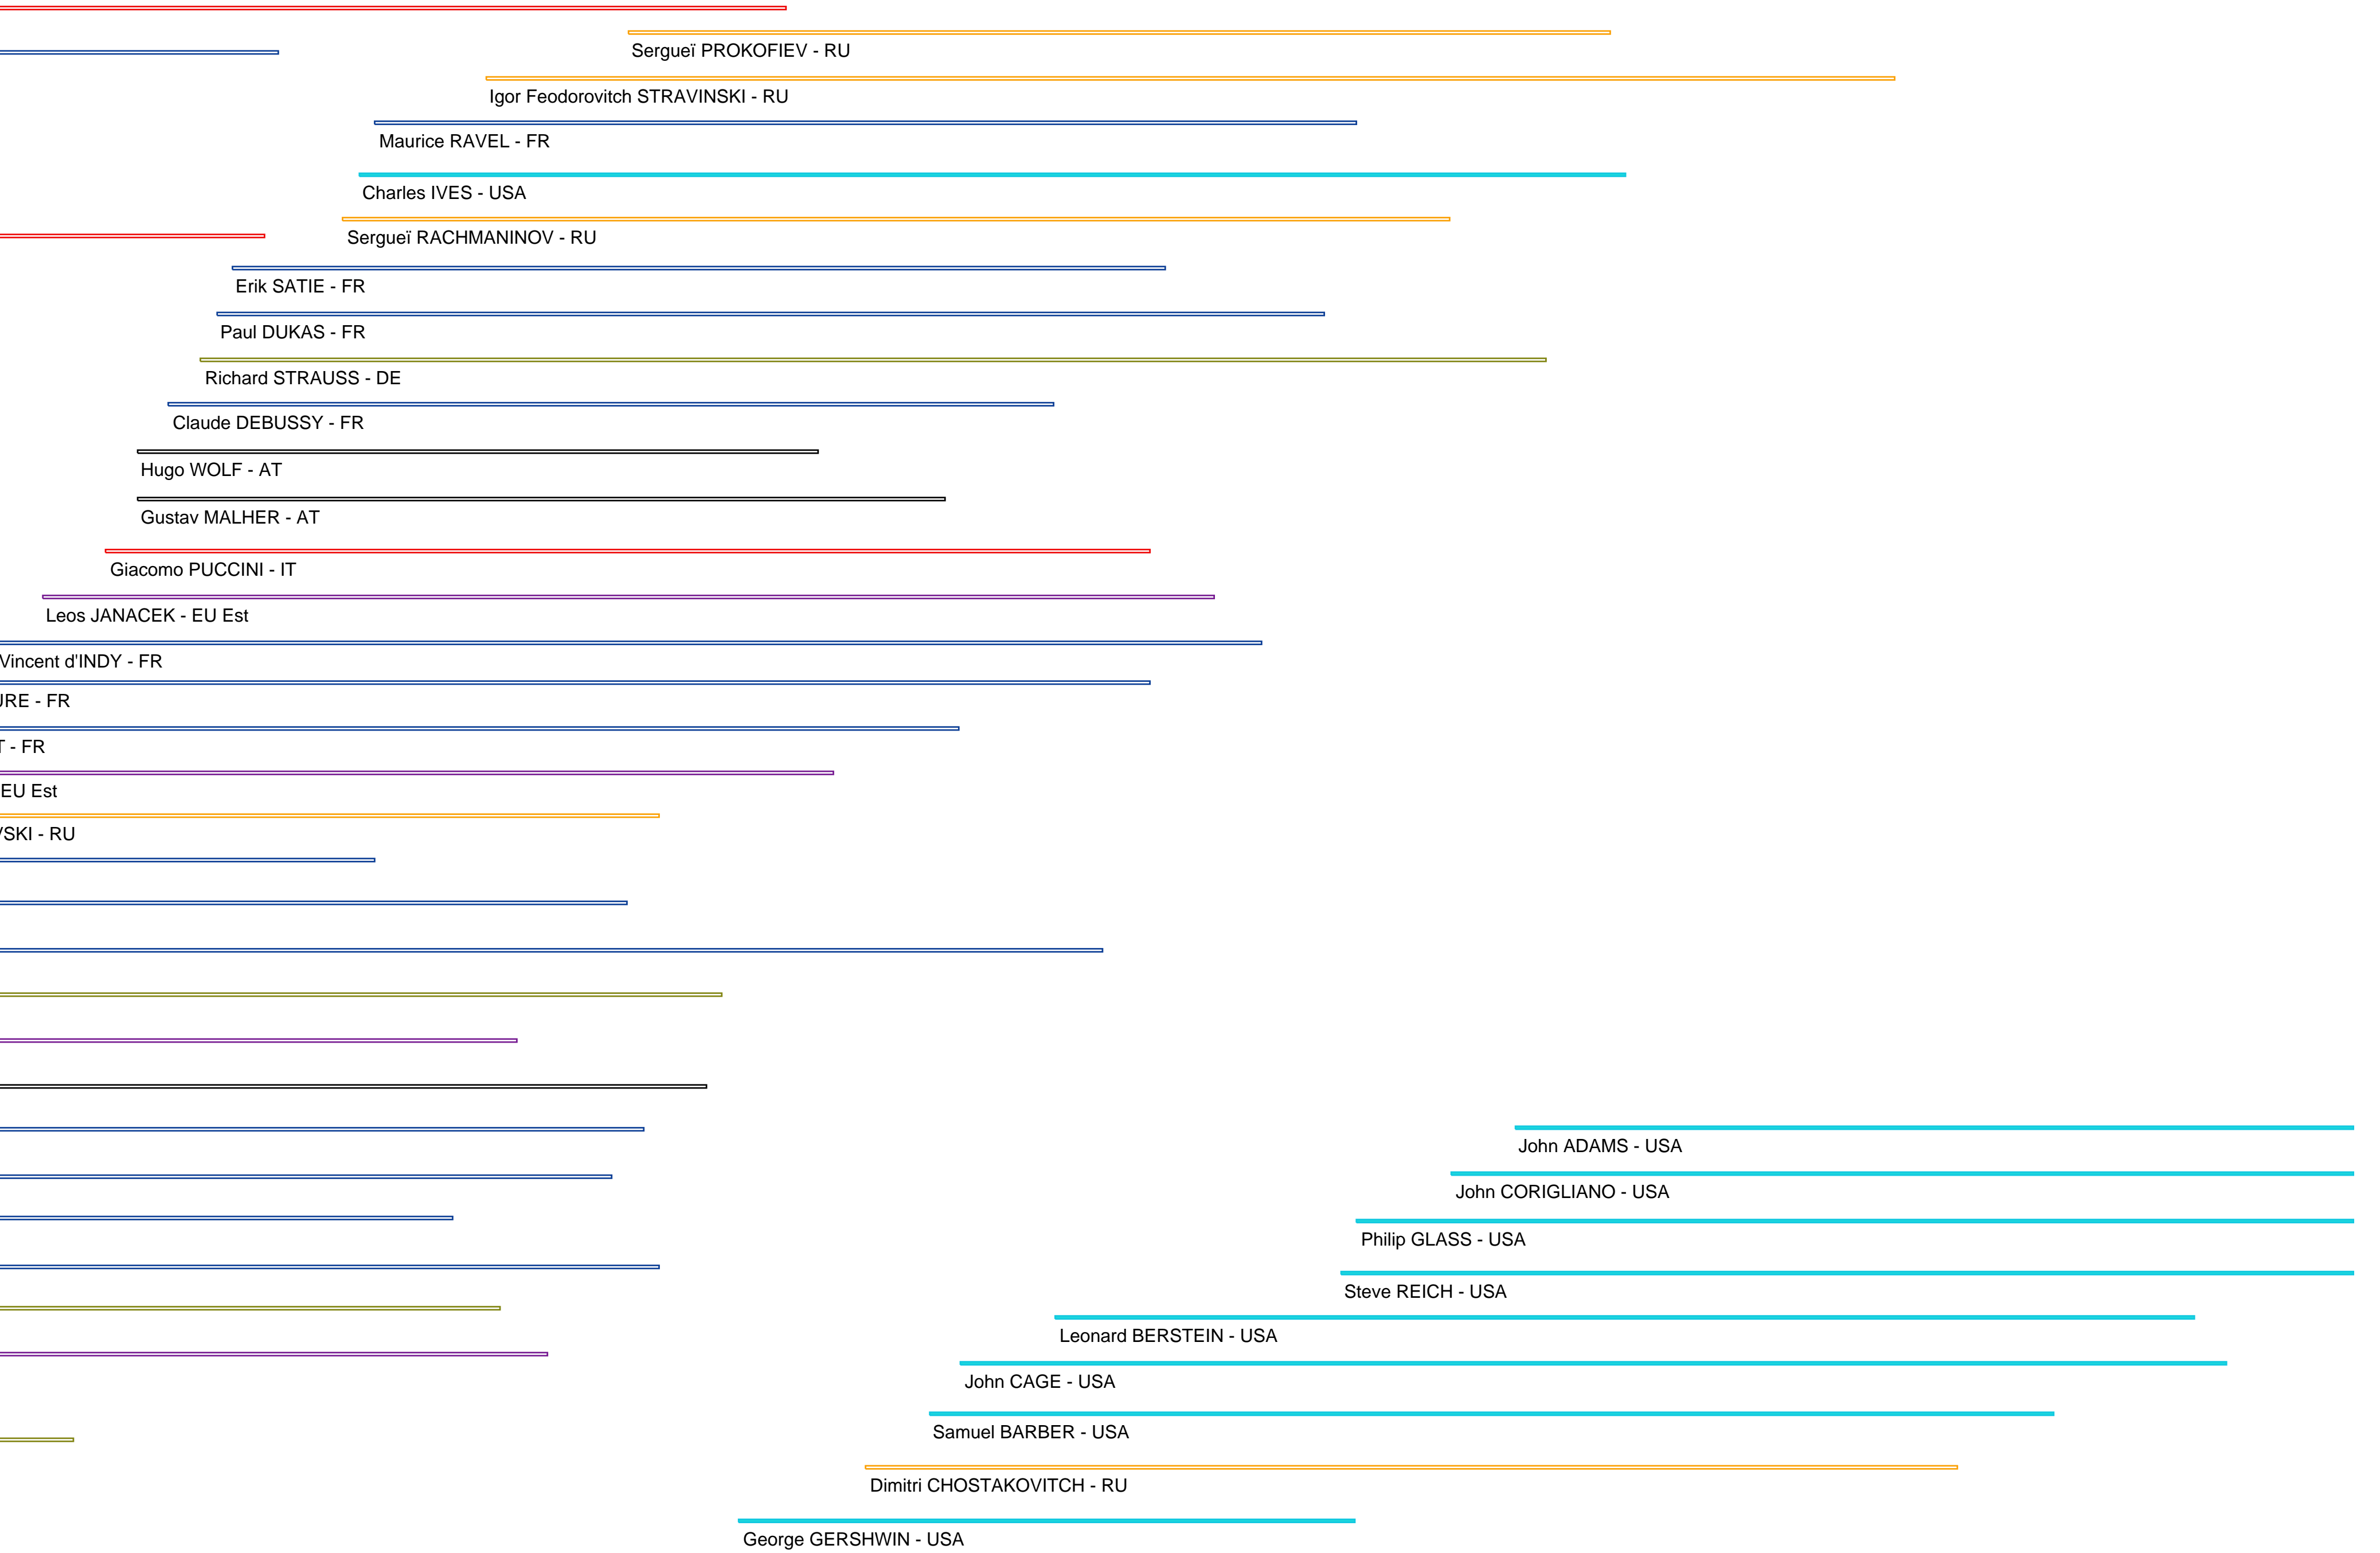 Sergueï PROKOFIEV - RU
Igor Feodorovitch STRAVINSKI - RU
Maurice RAVEL - FR
Charles IVES - USA
Sergueï RACHMANINOV - RU
Erik SATIE - FR
Paul DUKAS - FR
Richard STRAUSS - DE
Claude DEBUSSY - FR
Hugo WOLF - AT
Gustav MALHER - AT
Giacomo PUCCINI - IT
Leos JANACEK - EU Est
Vincent d'INDY - FR
URE - FR
T - FR
EU Est
VSKI - RU
John ADAMS - USA
John CORIGLIANO - USA
Philip GLASS - USA
Steve REICH - USA
Leonard BERSTEIN - USA
John CAGE - USA
Samuel BARBER - USA
Dimitri CHOSTAKOVITCH - RU
George GERSHWIN - USA